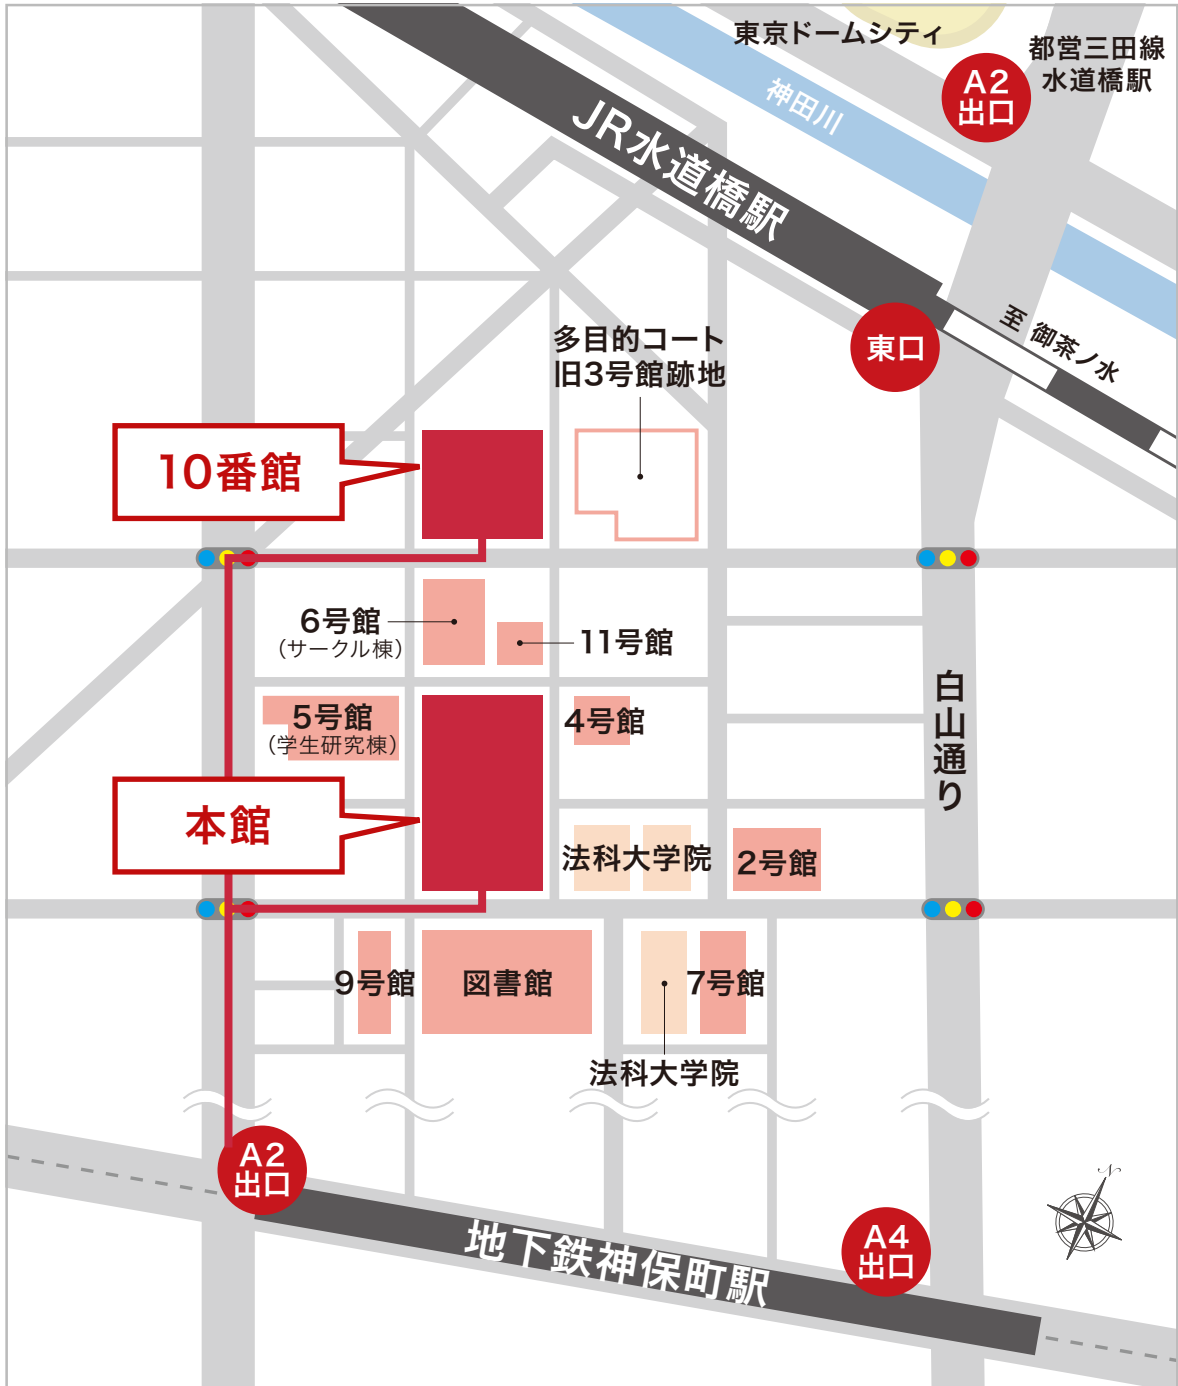 東京ドームシティ
都営三田線
水道橋駅
A2
出口
神田川
JR水道橋駅
東口
至 御茶ノ水
多目的コート
旧3号館跡地
10番館
6号館
(サークル棟)
11号館
5号館
(学生研究棟)
4号館
白山通り
本館
法科大学院
2号館
9号館
図書館
7号館
法科大学院
A2
出口
N
地下鉄神保町駅
A4
出口